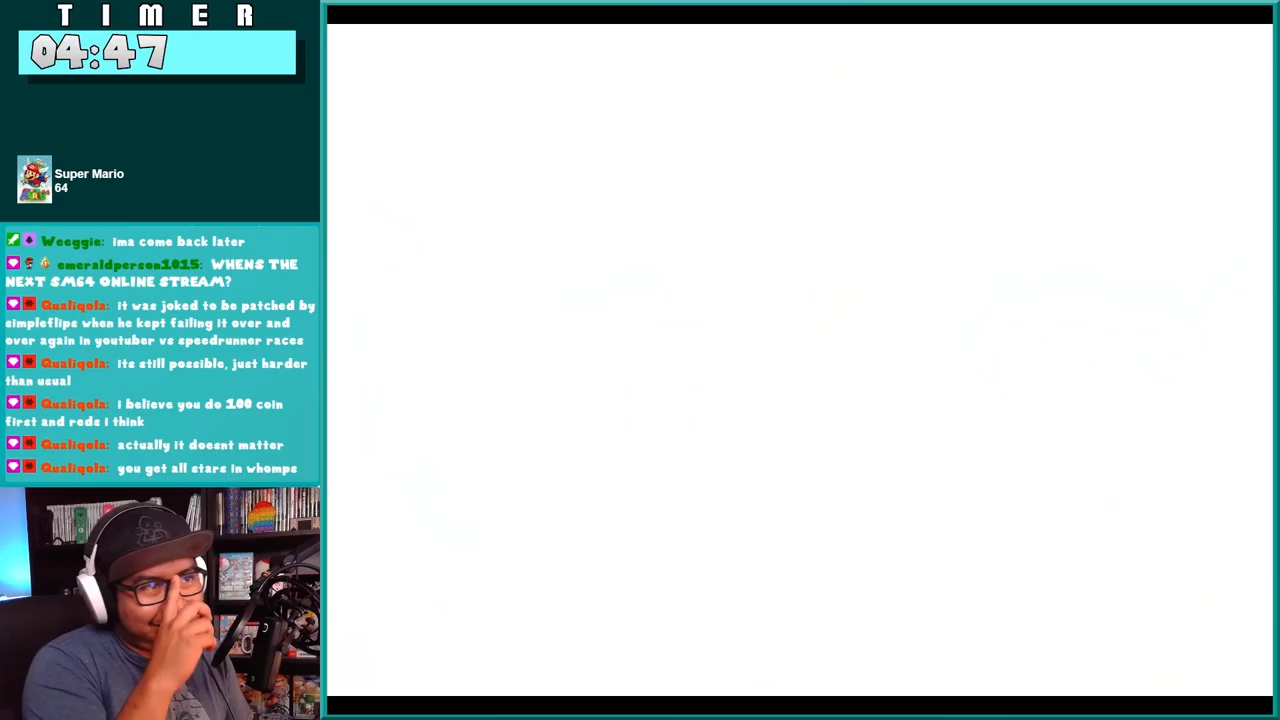 TIMER
04:47
Super Mario
64
Weeggie: ima come back later
emeraldperson1015: WHENS THE
NEXT SM64 ONLINE STREAM?
Qualiqola: it was joked to be patched by
simpleflips when he kept failing it over and
over again in youtuber vs speedrunner races
Qualiqola: its still possible, just harder
than usual
Qualiqola: i believe you do 100 coin
first and reds i think
Qualiqola: actually it doesnt matter
Qualiqola: you get all stars in whomps